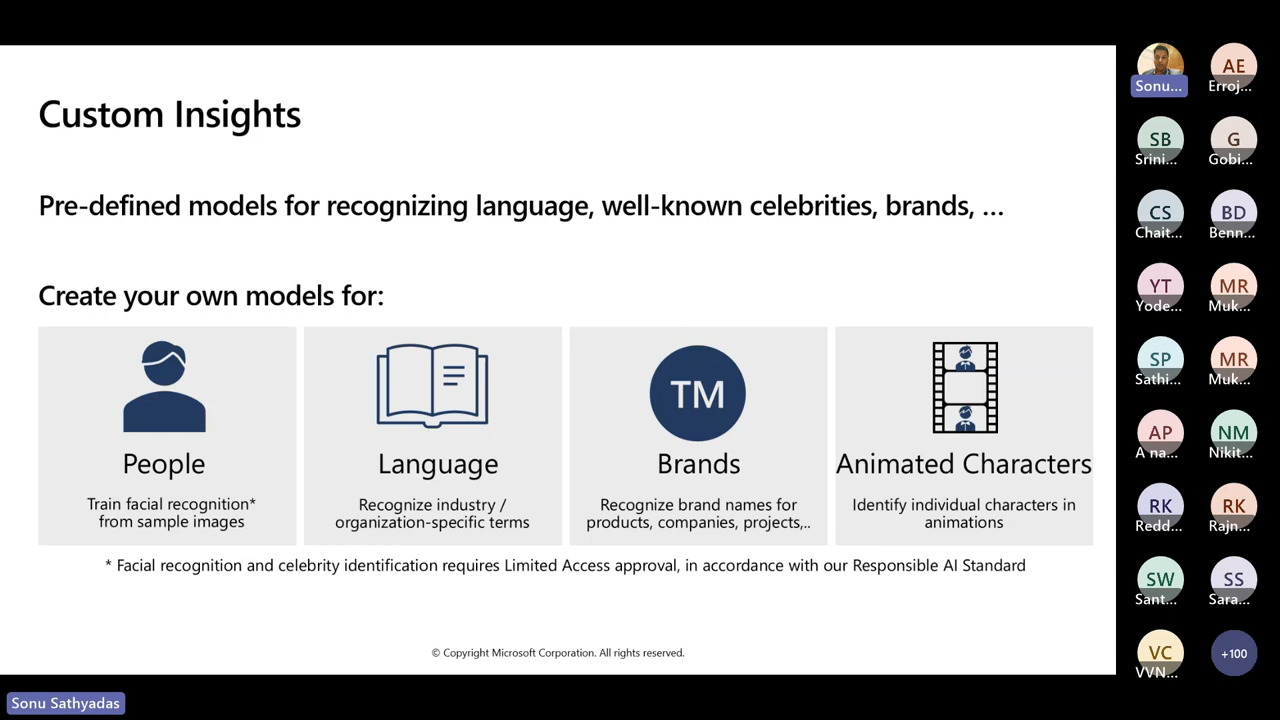 Custom Insights
Pre-defined models for recognizing language, well-known celebrities, brands, ...
Create your own models for:
People
Train facial recognition*
from sample images
Language
Recognize industry /
organization-specific terms
TM
Brands
Recognize brand names for
products, companies, projects,..
Animated Characters
Identify individual characters in
animations
* Facial recognition and celebrity identification requires Limited Access approval, in accordance with our Responsible AI Standard
© Copyright Microsoft Corporation. All rights reserved.
Sonu Sathyadas
Sonu...
AE
Erroj...
SB
Srini...
G
Gobi...
CS
Chait...
BD
Benn...
YT
Yode...
MR
Muk...
SP
Sathi...
MR
Muk...
AP
A na...
NM
Nikit...
RK
Redd...
RK
Rajn...
SW
Sant...
SS
Sara...
VC
VVN...
+100